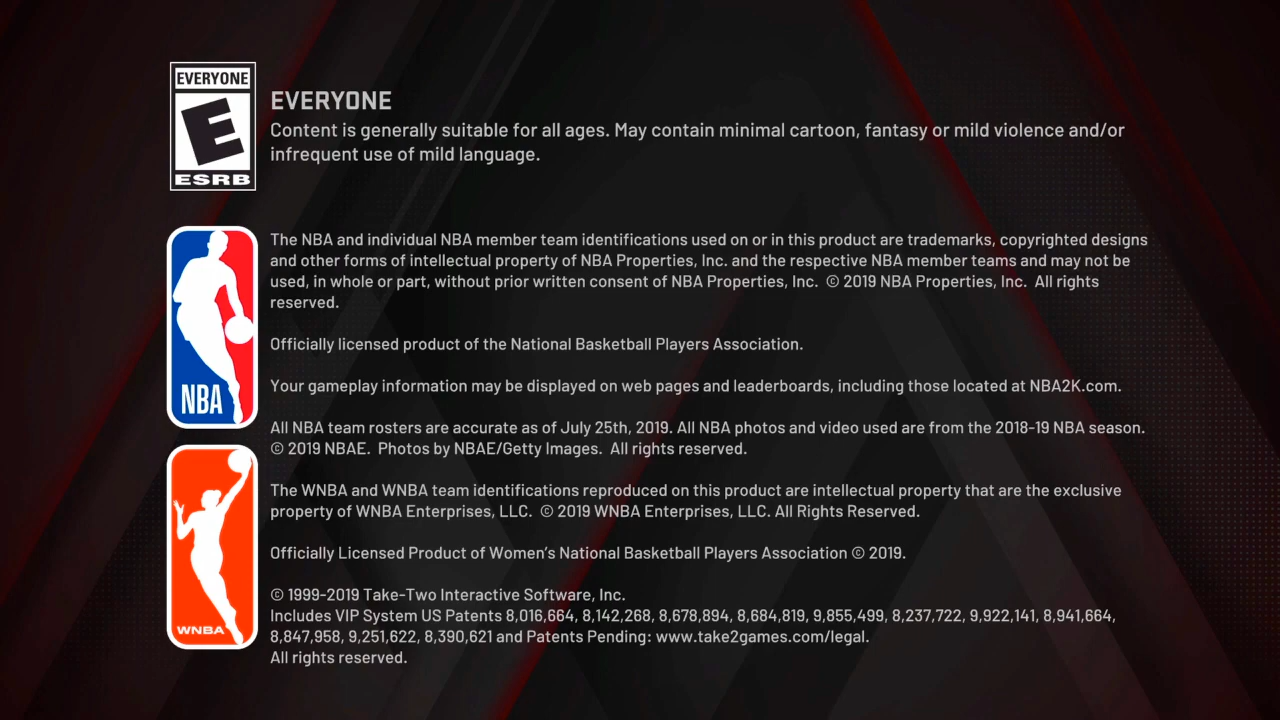 EVERYONE
E
ESRB
EVERYONE
Content is generally suitable for all ages. May contain minimal cartoon, fantasy or mild violence and/or
infrequent use of mild language.
The NBA and individual NBA member team identifications used on or in this product are trademarks, copyrighted designs
and other forms of intellectual property of NBA Properties, Inc. and the respective NBA member teams and may not be
used, in whole or part, without prior written consent of NBA Properties, Inc.  © 2019 NBA Properties, Inc.  All rights
reserved.
Officially licensed product of the National Basketball Players Association.
Your gameplay information may be displayed on web pages and leaderboards, including those located at NBA2K.com.
NBA
All NBA team rosters are accurate as of July 25th, 2019. All NBA photos and video used are from the 2018-19 NBA season.
© 2019 NBAE.  Photos by NBAE/Getty Images.  All rights reserved.
The WNBA and WNBA team identifications reproduced on this product are intellectual property that are the exclusive
property of WNBA Enterprises, LLC.  © 2019 WNBA Enterprises, LLC. All Rights Reserved.
Officially Licensed Product of Women's National Basketball Players Association © 2019.
© 1999-2019 Take-Two Interactive Software, Inc.
Includes VIP System US Patents 8,016,664, 8,142,268, 8,678,894, 8,684,819, 9,855,499, 8,237,722, 9,922,141, 8,941,664,
8,847,958, 9,251,622, 8,390,621 and Patents Pending: www.take2games.com/legal.
All rights reserved.
WNBA